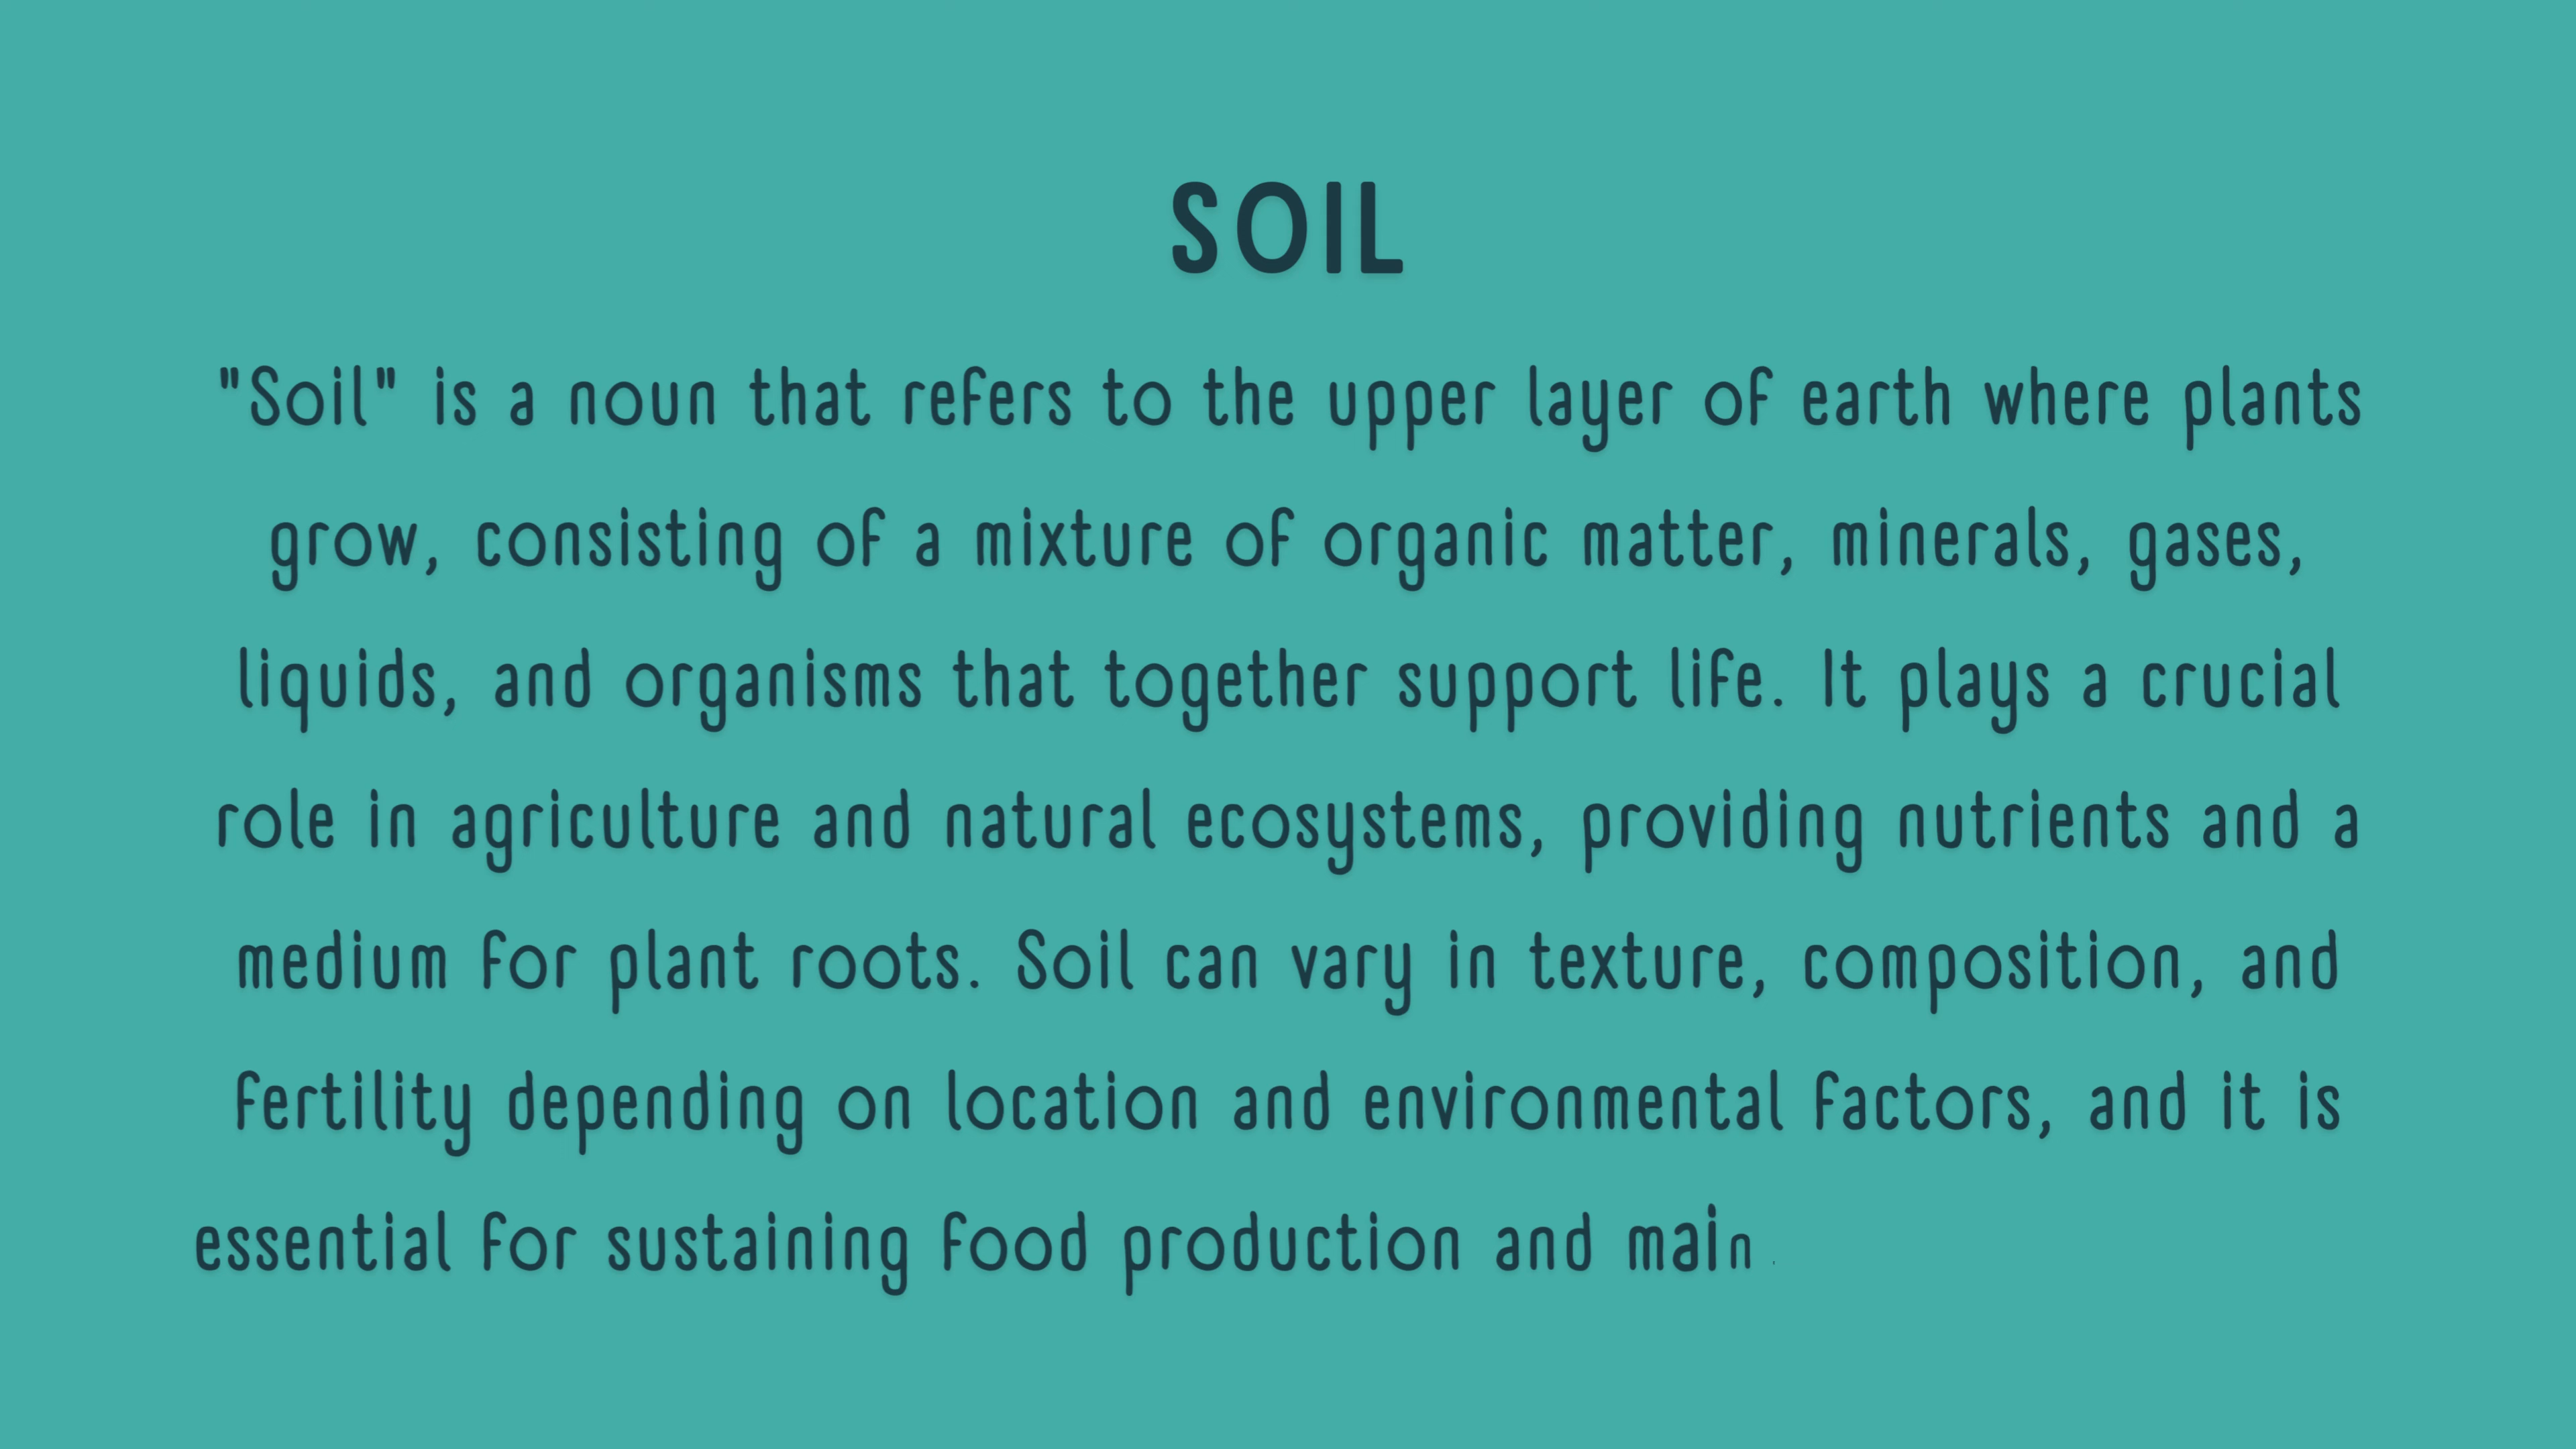 SOIL
"Soil" is a noun that refers to the upper layer of earth where plants
grow, consisting of a mixture of organic matter, minerals, gases,
liquids, and organisms that together support life. It plays a crucial
role in agriculture and natural ecosystems, providing nutrients and a
medium for plant roots. Soil can vary in texture, composition, and
fertility depending on location and environmental factors, and it is
essential for sustaining food production and main